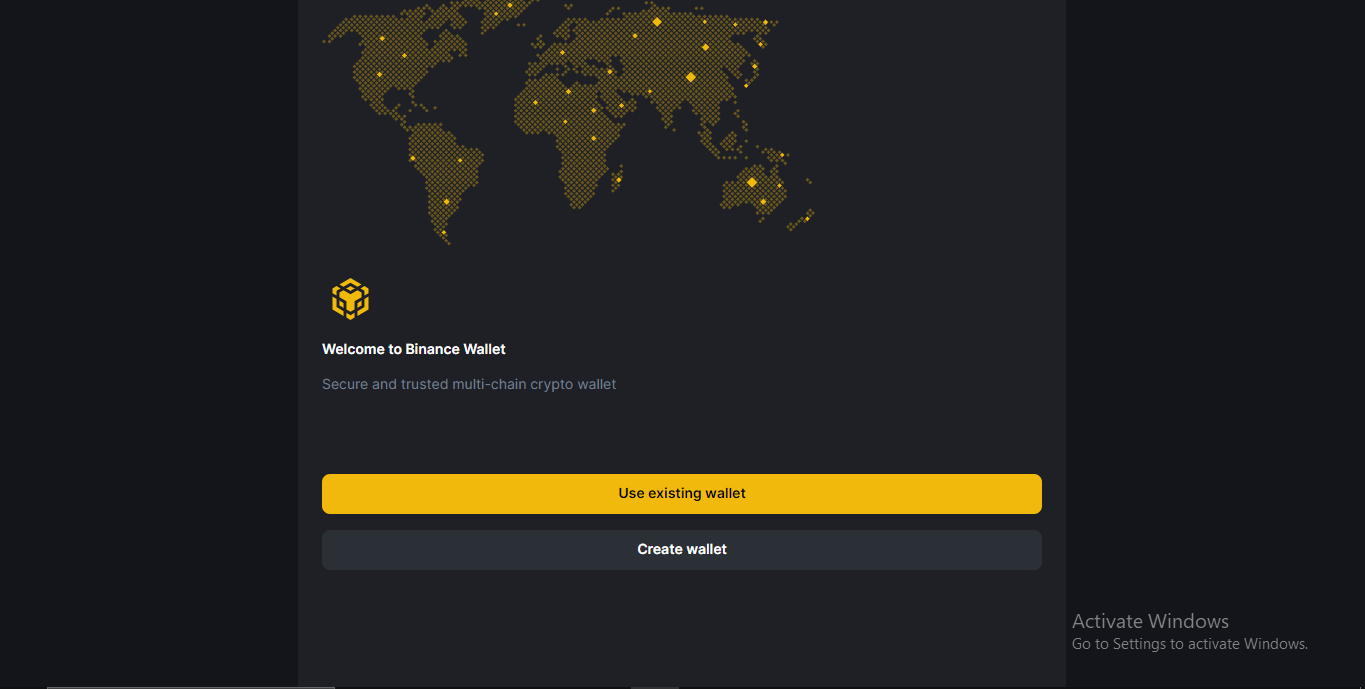 Welcome to Binance Wallet
Secure and trusted multi-chain crypto wallet
Use existing wallet
Create wallet
Activate Windows
Go to Settings to activate Windows.